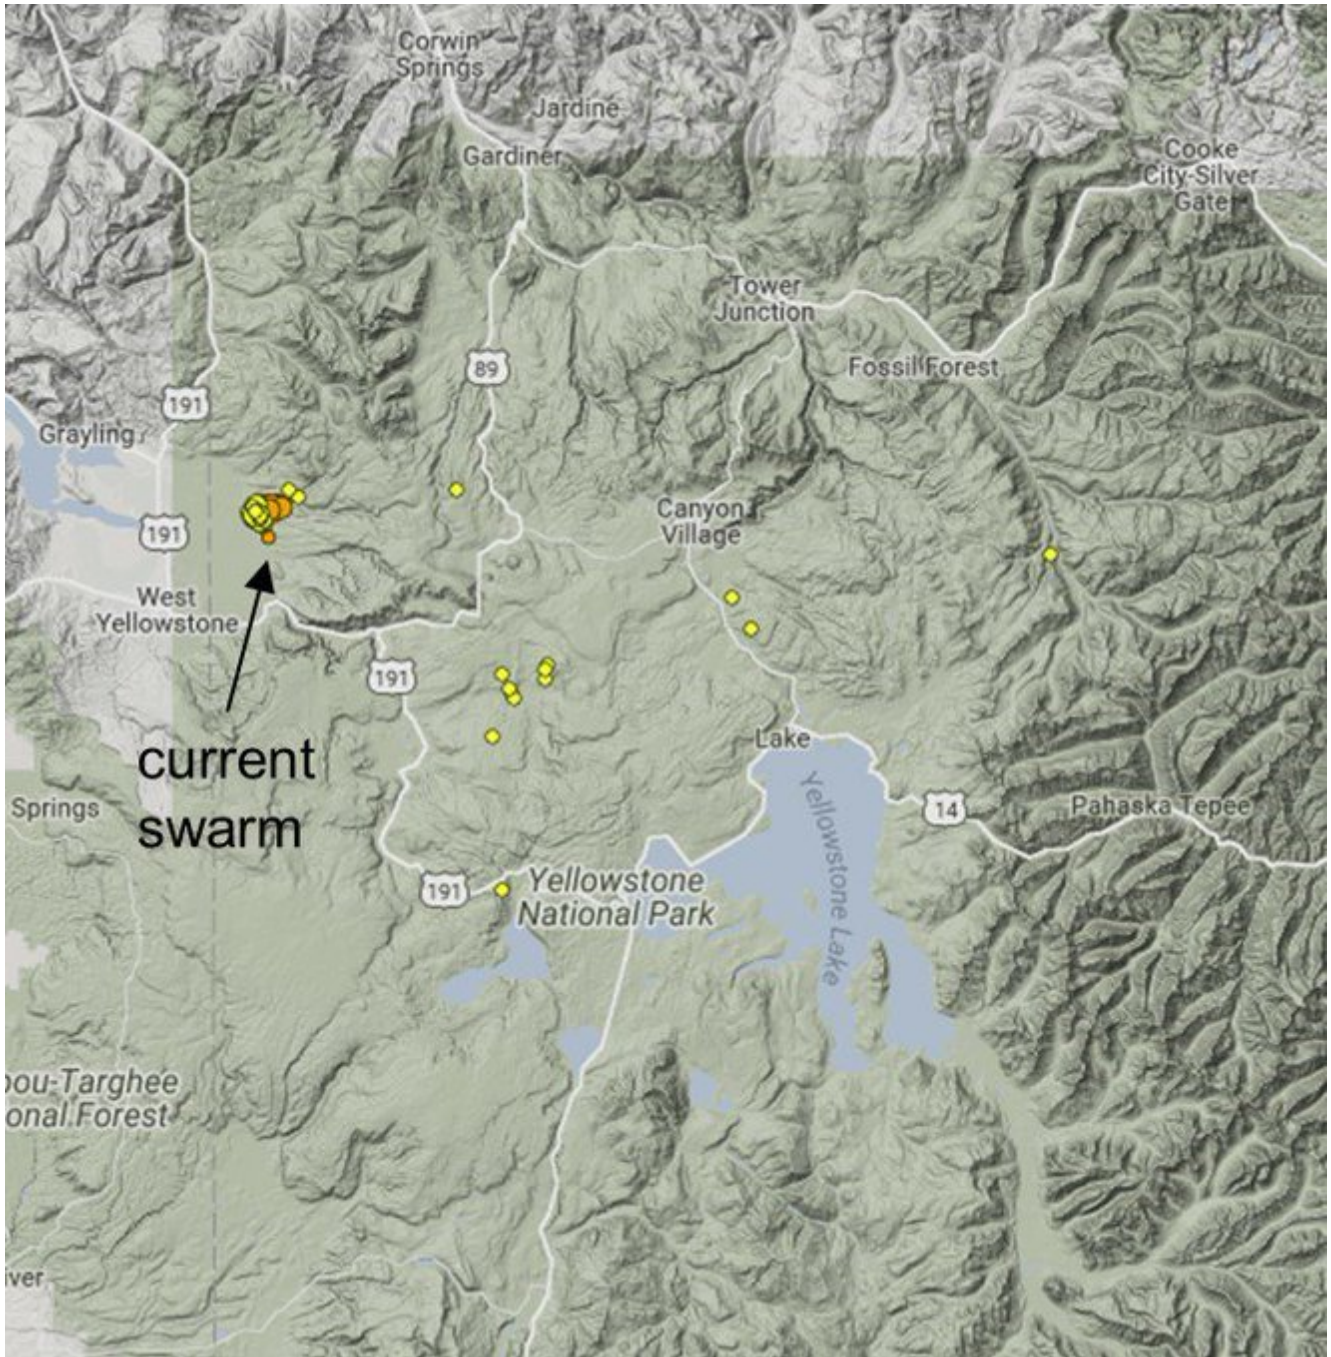 Corwin
Springs
Jardine
Gardiner
Cooke
City-Silver
Gate
Tower
Junction
Fossil Forest
89
191
Grayling
191
Canyon
Village
West
Yellowstone
191
current
swarm
Lake
Yellowstone Lake
Springs
14
Pahaska Tepee
191
Yellowstone
National Park
bou-Targhee
onal Forest
ver